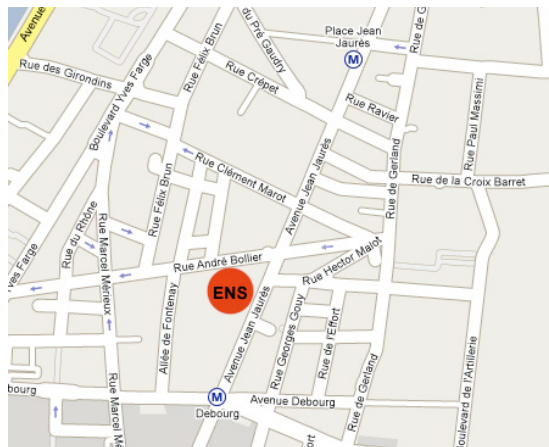 Avenue
du Pré Gaudry
Rue Félix Brun
Place Jean
Jaurès
M
Rue de G
Rue des Girondins
Boulevard Yves Farge
Rue Crépet
Rue Ravier
Rue Paul Massimi
Rue Clément Marot
Avenue Jean Jaurès
Rue de Gerland
Rue de la Croix Barret
Rue Félix Brun
Rue du Rhône
Yves Farge
Rue Marcel Mérieux
Rue André Bollier
Rue Hector Malot
ENS
Allée de Fontenay
Avenue Jean Jaurès
Rue Georges Gouy
Rue de l'Effort
Rue de Gerland
Boulevard de l'Artillerie
bourg
M
Debourg
Avenue Debourg
Rue Marcel Mé
Rue